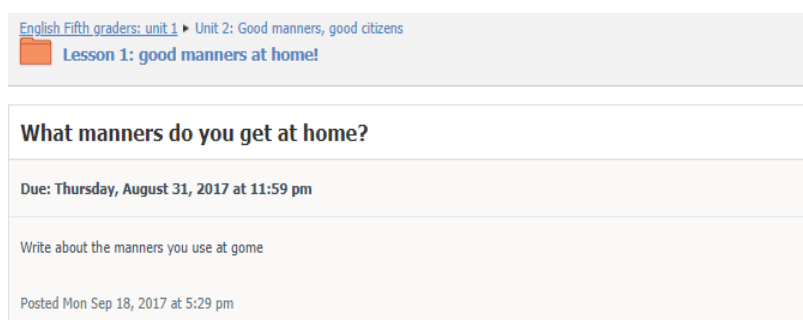 English Fifth graders: unit 1 ▸ Unit 2: Good manners, good citizens
Lesson 1: good manners at home!
What manners do you get at home?
Due: Thursday, August 31, 2017 at 11:59 pm
Write about the manners you use at gome
Posted Mon Sep 18, 2017 at 5:29 pm